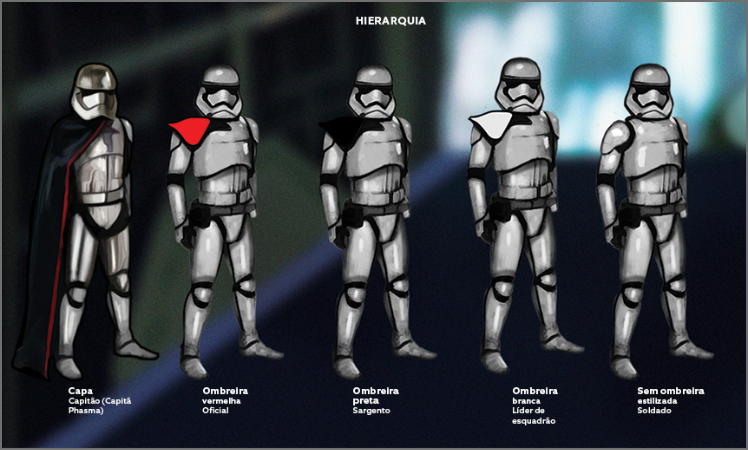 HIERARQUIA
Capa
Capitão (Capitã
Phasma)
Ombreira
vermelha
Oficial
Ombreira
preta
Sargento
Ombreira
branca
Líder de
esquadrão
Sem ombreira
estilizada
Soldado